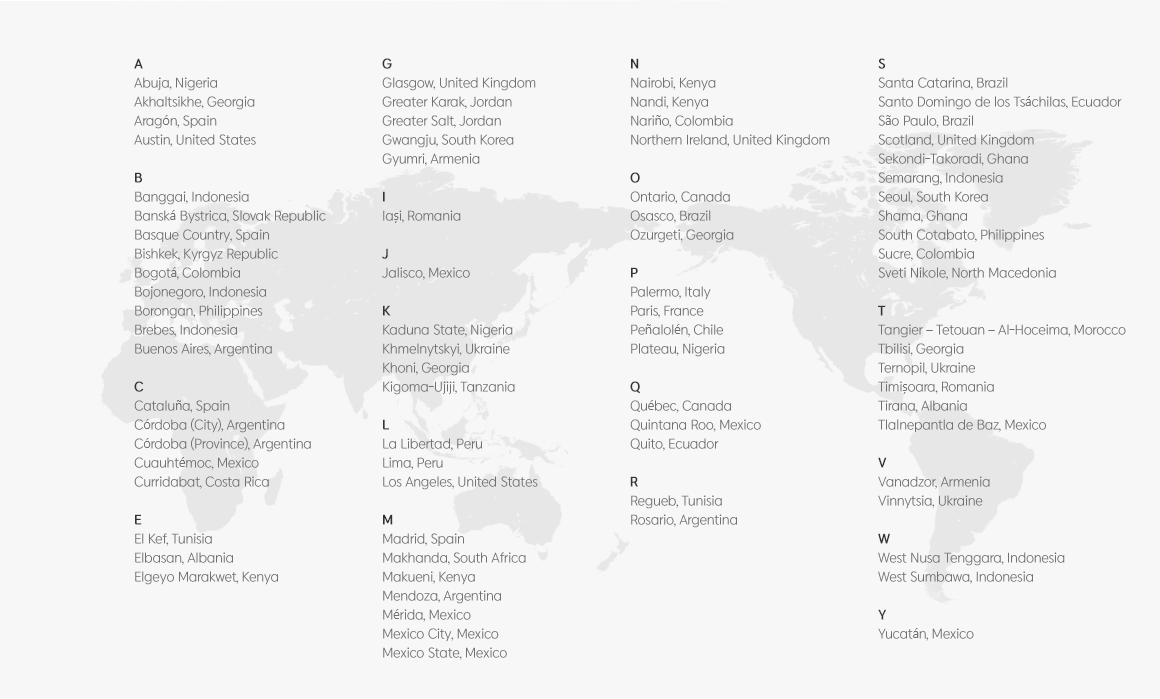 A
Abuja, Nigeria
Akhaltsikhe, Georgia
Aragón, Spain
Austin, United States
B
Banggai, Indonesia
Banská Bystrica, Slovak Republic
Basque Country, Spain
Bishkek, Kyrgyz Republic
Bogotá, Colombia
Bojonegoro, Indonesia
Borongan, Philippines
Brebes, Indonesia
Buenos Aires, Argentina
C
Cataluña, Spain
Córdoba (City), Argentina
Córdoba (Province), Argentina
Cuauhtémoc, Mexico
Curridabat, Costa Rica
E
El Kef, Tunisia
Elbasan, Albania
Elgeyo Marakwet, Kenya
G
Glasgow, United Kingdom
Greater Karak, Jordan
Greater Salt, Jordan
Gwangju, South Korea
Gyumri, Armenia
I
Iași, Romania
J
Jalisco, Mexico
K
Kaduna State, Nigeria
Khmelnytskyi, Ukraine
Khoni, Georgia
Kigoma-Ujiji, Tanzania
L
La Libertad, Peru
Lima, Peru
Los Angeles, United States
M
Madrid, Spain
Makhanda, South Africa
Makueni, Kenya
Mendoza, Argentina
Mérida, Mexico
Mexico City, Mexico
Mexico State, Mexico
N
Nairobi, Kenya
Nandi, Kenya
Nariño, Colombia
Northern Ireland, United Kingdom
O
Ontario, Canada
Osasco, Brazil
Ozurgeti, Georgia
P
Palermo, Italy
Paris, France
Peñalolén, Chile
Plateau, Nigeria
Q
Québec, Canada
Quintana Roo, Mexico
Quito, Ecuador
R
Regueb, Tunisia
Rosario, Argentina
S
Santa Catarina, Brazil
Santo Domingo de los Tsáchilas, Ecuador
São Paulo, Brazil
Scotland, United Kingdom
Sekondi-Takoradi, Ghana
Semarang, Indonesia
Seoul, South Korea
Shama, Ghana
South Cotabato, Philippines
Sucre, Colombia
Sveti Nikole, North Macedonia
T
Tangier – Tetouan – Al-Hoceima, Morocco
Tbilisi, Georgia
Ternopil, Ukraine
Timișoara, Romania
Tirana, Albania
Tlalnepantla de Baz, Mexico
V
Vanadzor, Armenia
Vinnytsia, Ukraine
W
West Nusa Tenggara, Indonesia
West Sumbawa, Indonesia
Y
Yucatán, Mexico